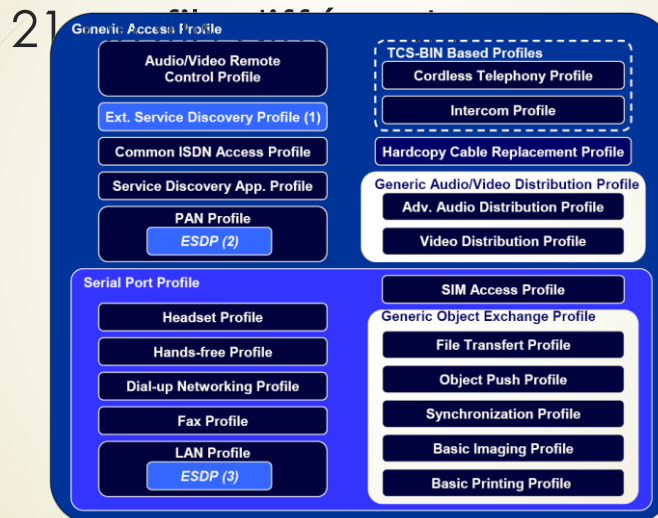 21
Generic Access Profile
Audio/Video Remote
Control Profile
Ext. Service Discovery Profile (1)
Common ISDN Access Profile
Service Discovery App. Profile
PAN Profile
ESDP (2)
TCS-BIN Based Profiles
Cordless Telephony Profile
Intercom Profile
Hardcopy Cable Replacement Profile
Generic Audio/Video Distribution Profile
Adv. Audio Distribution Profile
Video Distribution Profile
Serial Port Profile
Headset Profile
Hands-free Profile
Dial-up Networking Profile
Fax Profile
LAN Profile
ESDP (3)
SIM Access Profile
Generic Object Exchange Profile
File Transfert Profile
Object Push Profile
Synchronization Profile
Basic Imaging Profile
Basic Printing Profile